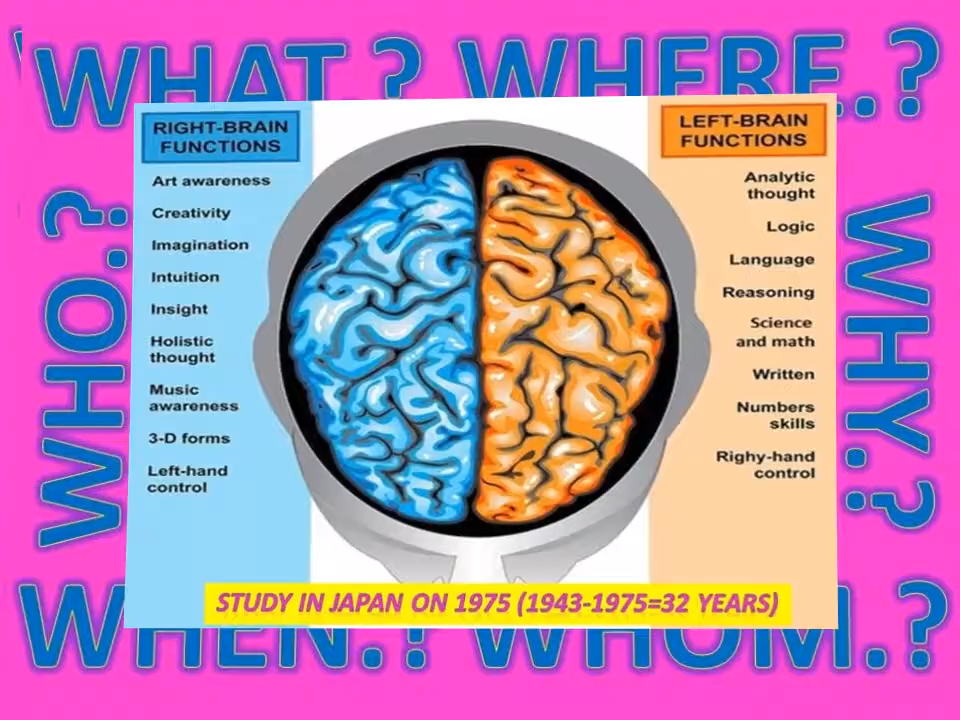 WHAT.? WHERE.?
WHO.?
WHY.?
RIGHT-BRAIN
FUNCTIONS
Art awareness
Creativity
Imagination
Intuition
Insight
Holistic
thought
Music
awareness
3-D forms
Left-hand
control
LEFT-BRAIN
FUNCTIONS
Analytic
thought
Logic
Language
Reasoning
Science
and math
Written
Numbers
skills
Righy-hand
control
STUDY IN JAPAN ON 1975 (1943-1975=32 YEARS)
WHEN.? WHOM.?